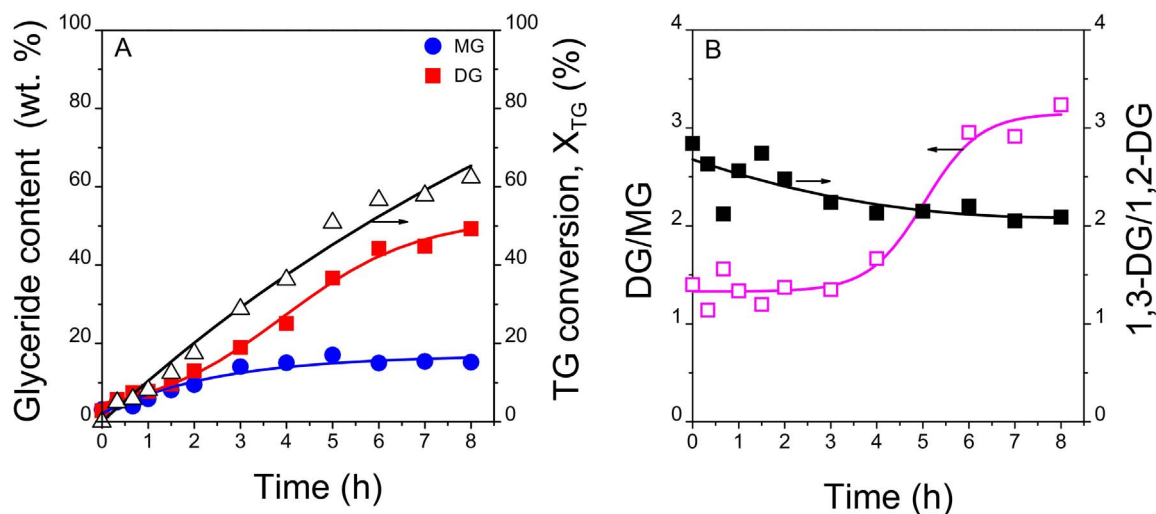 A
MG
DG
Glyceride content (wt. %)
100
80
60
40
20
0
0 1 2 3 4 5 6 7 8
Time (h)
100
80
60
40
20
0
TG conversion, X_TG (%)
B
DG/MG
4
3
2
1
0
0 1 2 3 4 5 6 7 8
Time (h)
4
3
2
1
0
1,3-DG/1,2-DG